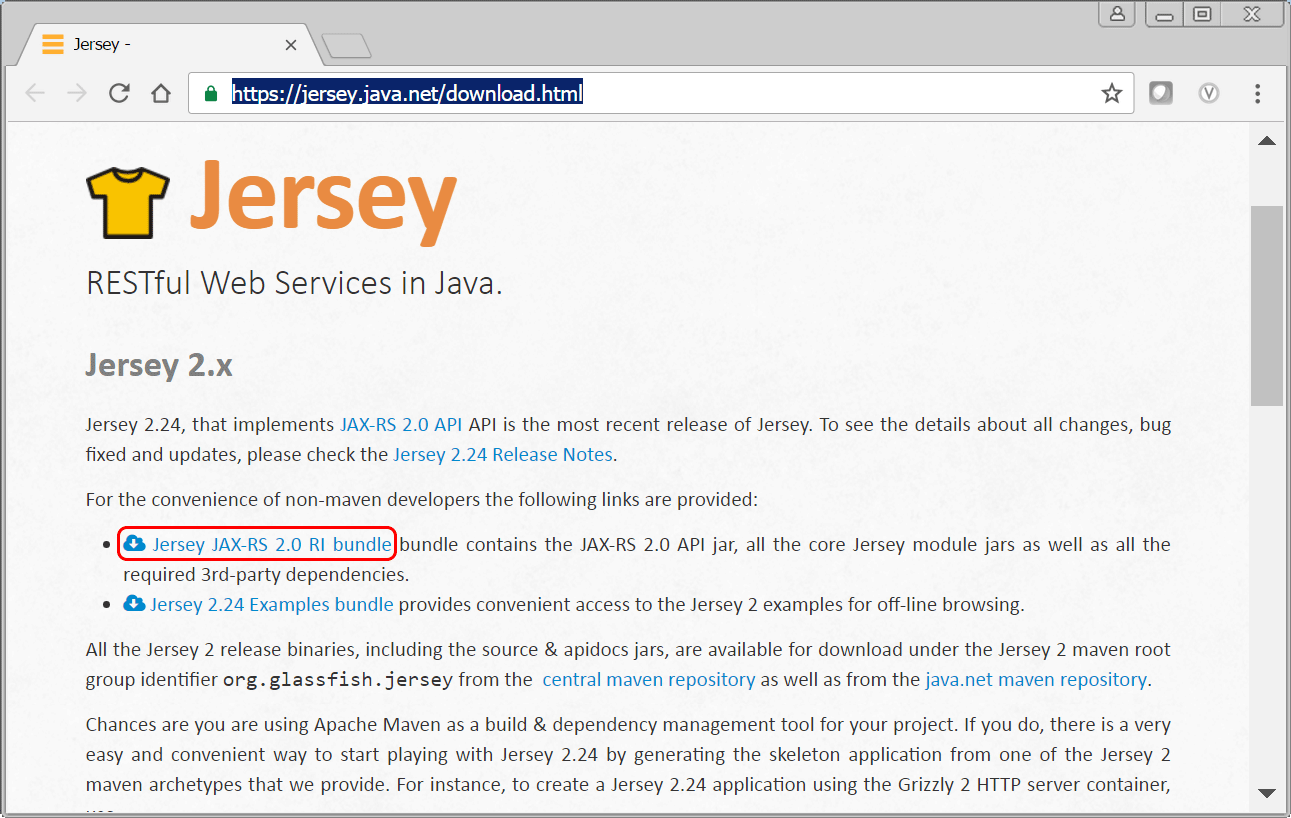 Jersey -
https://jersey.java.net/download.html
Jersey
RESTful Web Services in Java.
Jersey 2.x
Jersey 2.24, that implements JAX-RS 2.0 API API is the most recent release of Jersey. To see the details about all changes, bug
fixed and updates, please check the Jersey 2.24 Release Notes.
For the convenience of non-maven developers the following links are provided:
• Jersey JAX-RS 2.0 RI bundle bundle contains the JAX-RS 2.0 API jar, all the core Jersey module jars as well as all the
required 3rd-party dependencies.
• Jersey 2.24 Examples bundle provides convenient access to the Jersey 2 examples for off-line browsing.
All the Jersey 2 release binaries, including the source & apidocs jars, are available for download under the Jersey 2 maven root
group identifier org.glassfish.jersey from the central maven repository as well as from the java.net maven repository.
Chances are you are using Apache Maven as a build & dependency management tool for your project. If you do, there is a very
easy and convenient way to start playing with Jersey 2.24 by generating the skeleton application from one of the Jersey 2
maven archetypes that we provide. For instance, to create a Jersey 2.24 application using the Grizzly 2 HTTP server container,